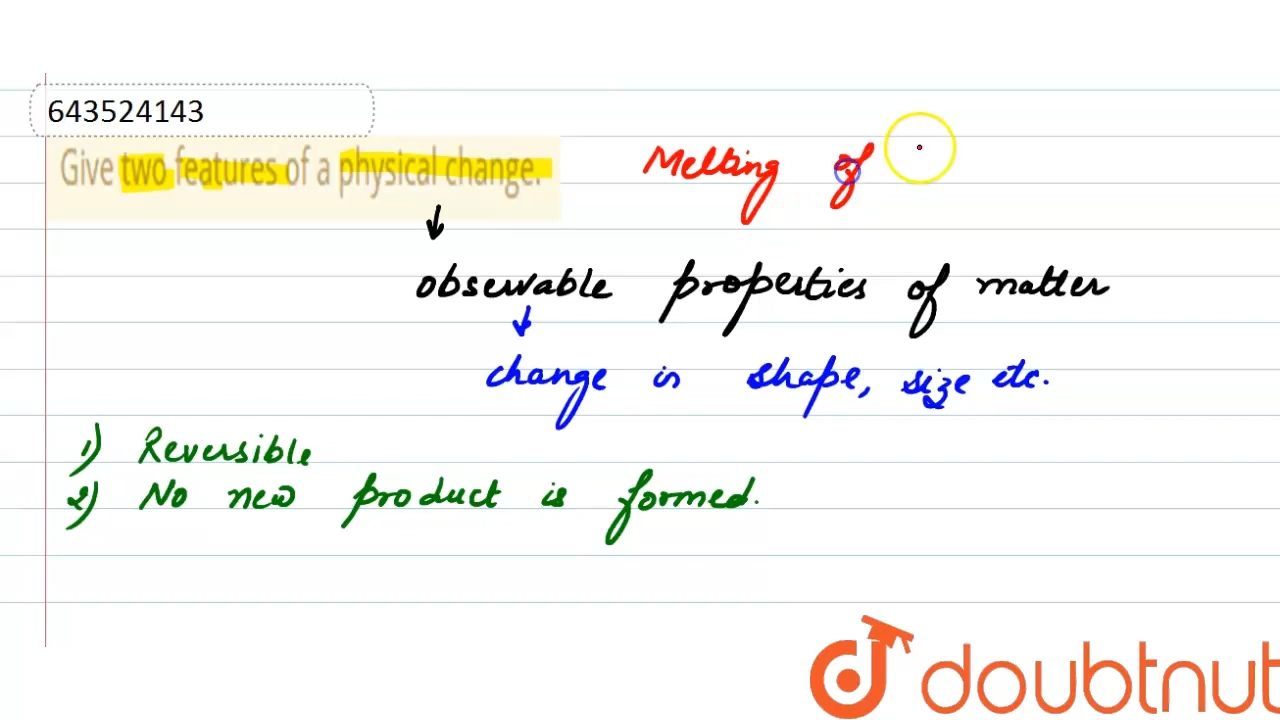 643524143
Give two features of a physical change.
Melting of
observable properties of matter
change in shape, size etc.
1) Reversible
2) No new product is formed.
doubtnut